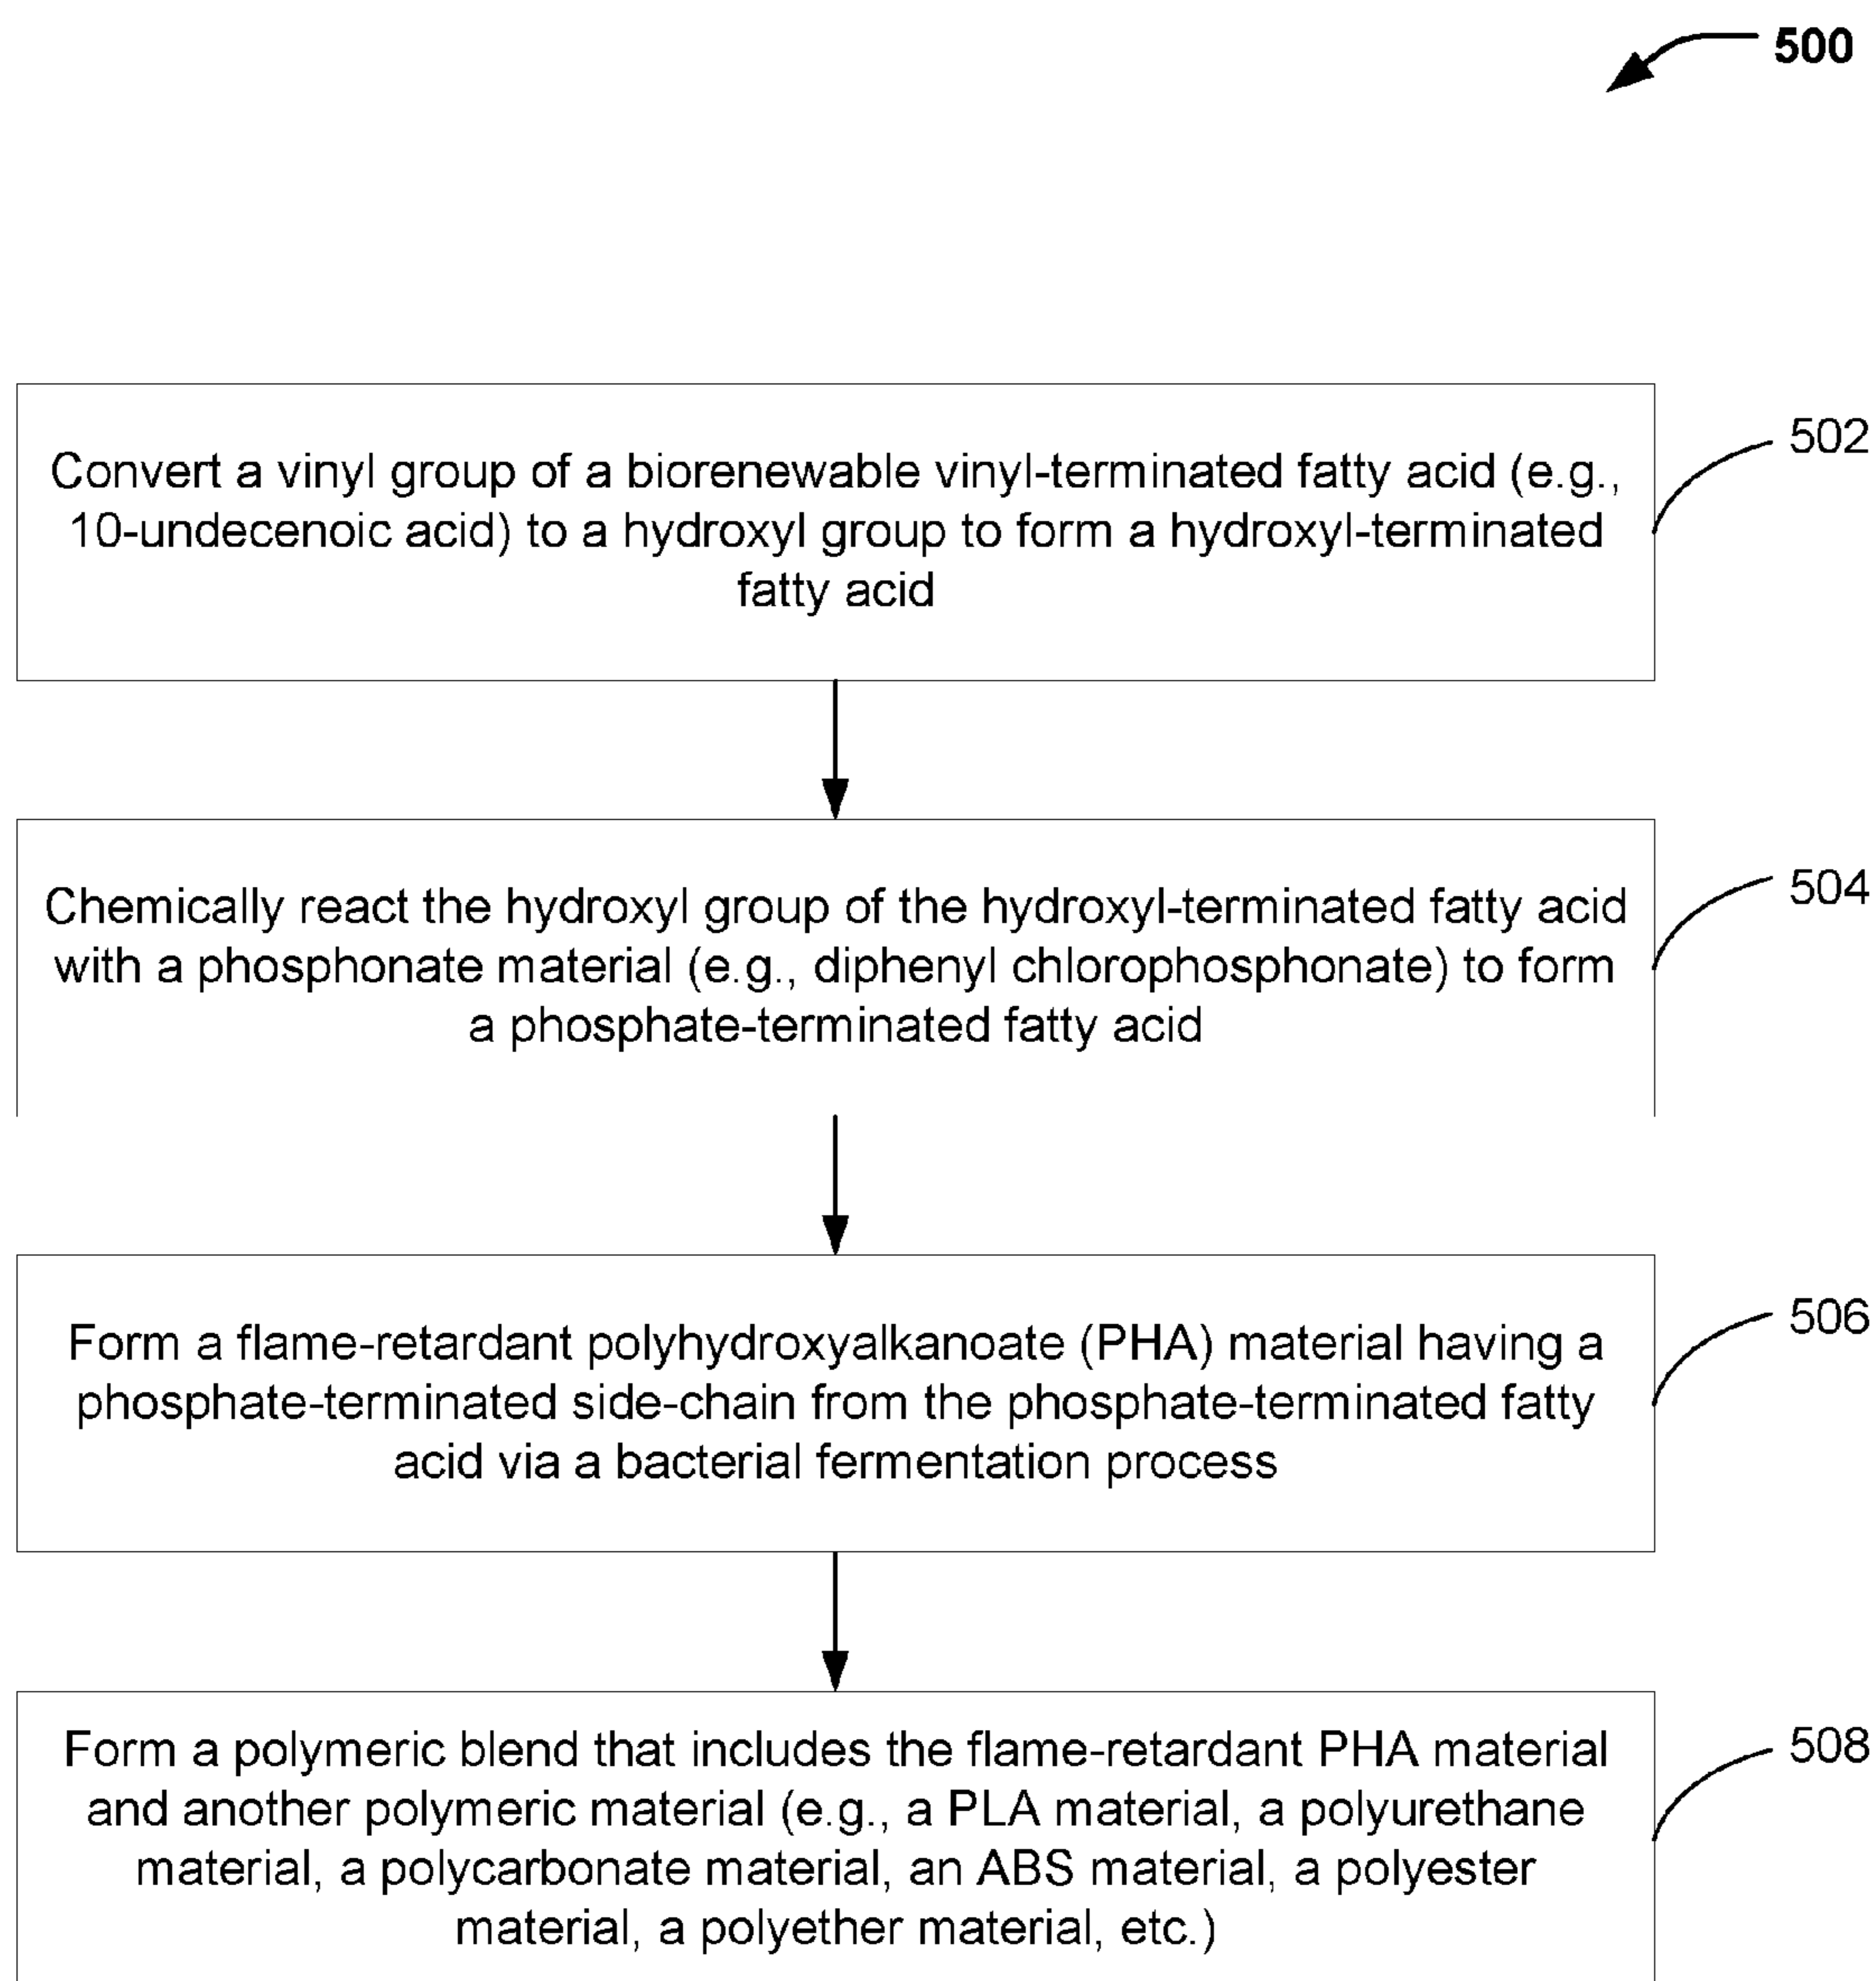 500
Convert a vinyl group of a biorenewable vinyl-terminated fatty acid (e.g.,
10-undecenoic acid) to a hydroxyl group to form a hydroxyl-terminated
fatty acid
502
Chemically react the hydroxyl group of the hydroxyl-terminated fatty acid
with a phosphonate material (e.g., diphenyl chlorophosphonate) to form
a phosphate-terminated fatty acid
504
Form a flame-retardant polyhydroxyalkanoate (PHA) material having a
phosphate-terminated side-chain from the phosphate-terminated fatty
acid via a bacterial fermentation process
506
Form a polymeric blend that includes the flame-retardant PHA material
and another polymeric material (e.g., a PLA material, a polyurethane
material, a polycarbonate material, an ABS material, a polyester
material, a polyether material, etc.)
508